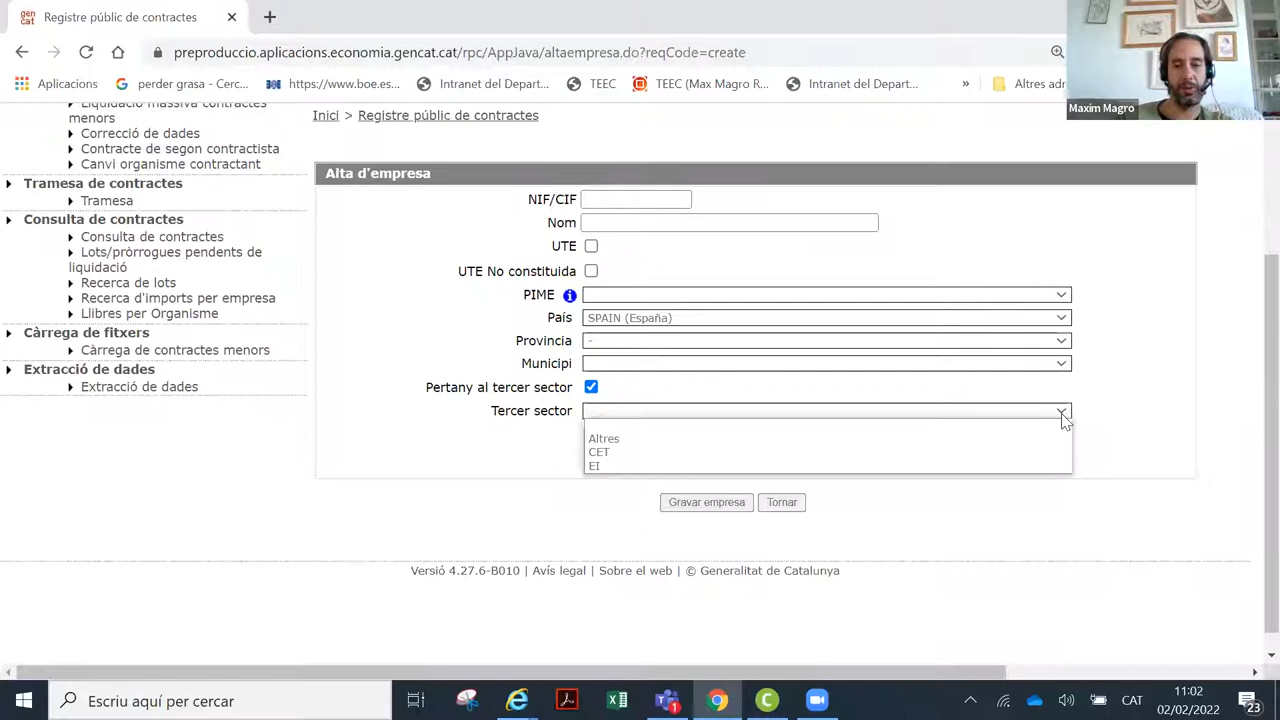 gen
cat
Registre públic de contractes
preproduccio.aplicacions.economia.gencat.cat/rpc/AppJava/altaempresa.do?reqCode=create
Aplicacions
perder grasa - Cerc...
https://www.boe.es...
Intranet del Depart...
TEEC
TEEC (Max Magro R...
Intranet del Depart...
»
Altres adr
Maxim Magro
Liquidació massiva contractes
menors
Correcció de dades
Contracte de segon contractista
Canvi organisme contractant
Tramesa de contractes
Tramesa
Consulta de contractes
Consulta de contractes
Lots/pròrrogues pendents de
liquidació
Recerca de lots
Recerca d'imports per empresa
Llibres per Organisme
Càrrega de fitxers
Càrrega de contractes menors
Extracció de dades
Extracció de dades
Inici > Registre públic de contractes
Alta d'empresa
NIF/CIF
Nom
UTE
UTE No constituida
PIME
País SPAIN (España)
Provincia -
Municipi
Pertany al tercer sector
Tercer sector
Altres
CET
EI
Gravar empresa Tornar
Versió 4.27.6-B010 | Avís legal | Sobre el web | © Generalitat de Catalunya
Escriu aquí per cercar
CAT
11:02
02/02/2022
23